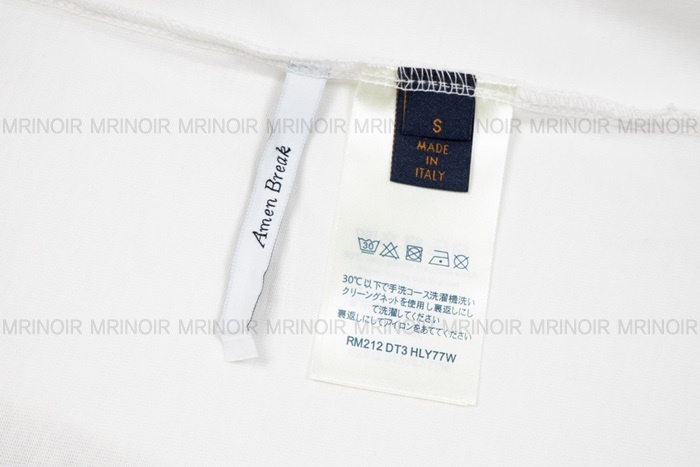 MRINOIR MRINOIR MRINOIR MRINOIR MRINOIR MRINOIR MRINOIR MRINOIR
Amen Break
S
MADE
IN
ITALY
30
30℃以下で手洗コース洗濯機洗い
クリーニングネットを使用し裏返しにし
て洗濯してください
裏返しにしてアイロンをあててください
RM212 DT3 HLY77W
MRINOIR MRINOIR MRINOIR MRINOIR MRINOIR MRINOIR MRINOIR MRINOIR